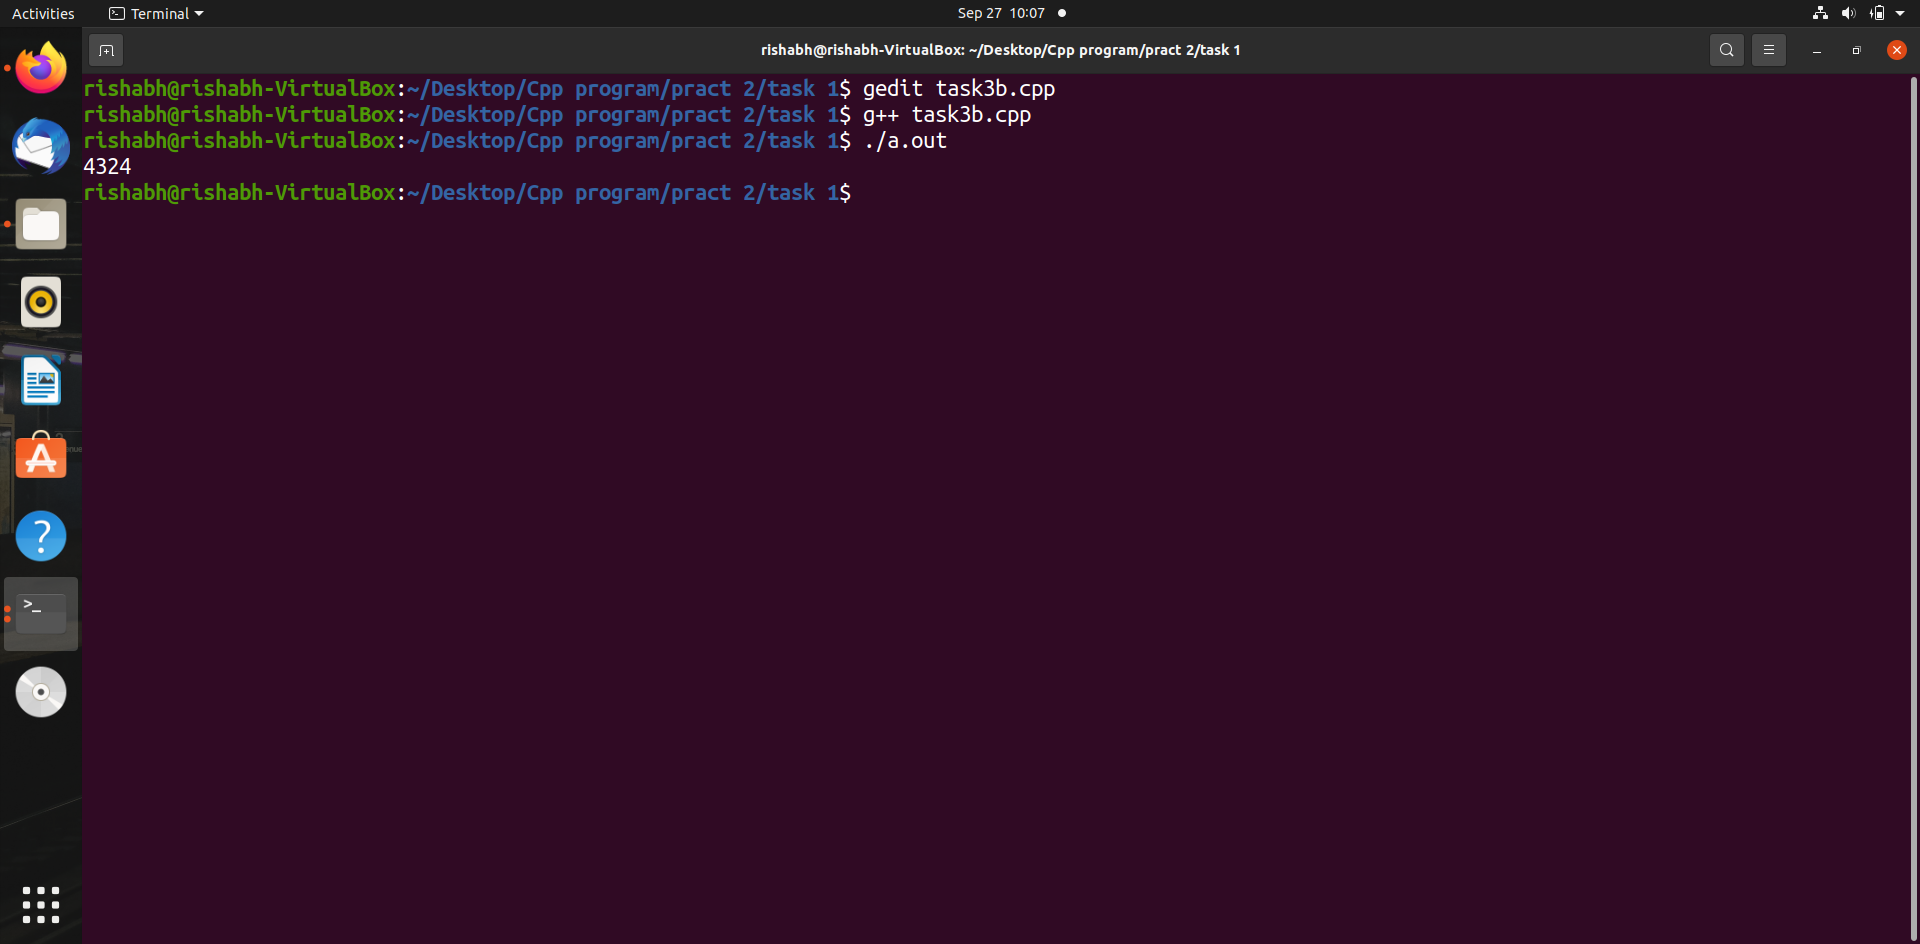 Activities Terminal Sep 27 10:07
rishabh@rishabh-VirtualBox: ~/Desktop/Cpp program/pract 2/task 1
rishabh@rishabh-VirtualBox:~/Desktop/Cpp program/pract 2/task 1$ gedit task3b.cpp
rishabh@rishabh-VirtualBox:~/Desktop/Cpp program/pract 2/task 1$ g++ task3b.cpp
rishabh@rishabh-VirtualBox:~/Desktop/Cpp program/pract 2/task 1$ ./a.out
4324
rishabh@rishabh-VirtualBox:~/Desktop/Cpp program/pract 2/task 1$